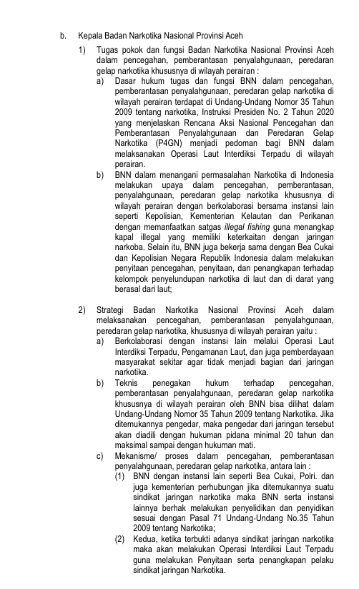 b. Kepala Badan Narkotika Nasional Provinsi Aceh
1) Tugas pokok dan fungsi Badan Narkotika Nasional Provinsi Aceh
dalam pencegahan, pemberantasan penyalahgunaan, peredaran
gelap narkotika khususnya di wilayah perairan :
a) Dasar hukum tugas dan fungsi BNN dalam pencegahan,
pemberantasan penyalahgunaan, peredaran gelap narkotika di
wilayah perairan terdapat di Undang-Undang Nomor 35 Tahun
2009 tentang narkotika, Instruksi Presiden No. 2 Tahun 2020
yang menjelaskan Rencana Aksi Nasional Pencegahan dan
Pemberantasan Penyalahgunaan dan Peredaran Gelap
Narkotika (P4GN) menjadi pedoman bagi BNN dalam
melaksanakan Operasi Laut Interdiksi Terpadu di wilayah
perairan.
b) BNN dalam menangani permasalahan Narkotika di Indonesia
melakukan upaya dalam pencegahan, pemberantasan,
penyalagunaan, peredaran gelap narkotika khususnya di
wilayah perairan dengan berkolaborasi bersama instansi lain
seperti Kepolisian, Kementerian Kelautan dan Perikanan
dengan memanfaatkan satgas illegal fishing guna menangkap
kapal illegal yang memiliki keterkaitan dengan jaringan
narkoba. Selain itu, BNN juga bekerja sama dengan Bea Cukai
dan Kepolisian Negara Republik Indonesia dalam melakukan
penyitaan pencegahan, penyitaan, dan penangkapan terhadap
kelompok penyelundupan narkotika di laut dan di darat yang
berasal dari laut;
2) Strategi Badan Narkotika Nasional Provinsi Aceh dalam
melaksanakan pencegahan, pemberantasan penyalahgunaan,
peredaran gelap narkotika, khususnya di wilayah perairan yaitu :
a) Berkolaborasi dengan instansi lain melalui Operasi Laut
Interdiksi Terpadu, Pengamanan Laut, dan juga pemberdayaan
masyarakat sekitar agar tidak menjadi bagian dari jaringan
narkotika.
b) Teknis penegakan hukum terhadap pencegahan,
pemberantasan penyalahgunaan, peredaran gelap narkotika
khususnya di wilayah perairan oleh BNN bisa dilihat dalam
Undang-Undang Nomor 35 Tahun 2009 tentang Narkotika. Jika
ditemukannya pengedar, maka pengedar dari jaringan tersebut
akan diadili dengan hukuman pidana minimal 20 tahun dan
maksimal sampai dengan hukuman mati.
c) Mekanisme/ proses dalam pencegahan, pemberantasan
penyalahgunaan, peredaran gelap narkotika, antara lain :
(1) BNN dengan instansi lain seperti Bea Cukai, Polri. dan
juga kementerian perhubungan jika ditemukannya suatu
sindikat jaringan narkotika maka BNN serta instansi
lainnya berhak melakukan penyelidikan dan penyidikan
sesuai dengan Pasal 71 Undang-Undang No.35 Tahun
2009 tentang Narkotika;
(2) Kedua, ketika terbukti adanya sindikat jaringan narkotika
maka akan melakukan Operasi Interdiksi Laut Terpadu
guna melakukan Penyitaan serta penangkapan pelaku
sindikat jaringan Narkotika.